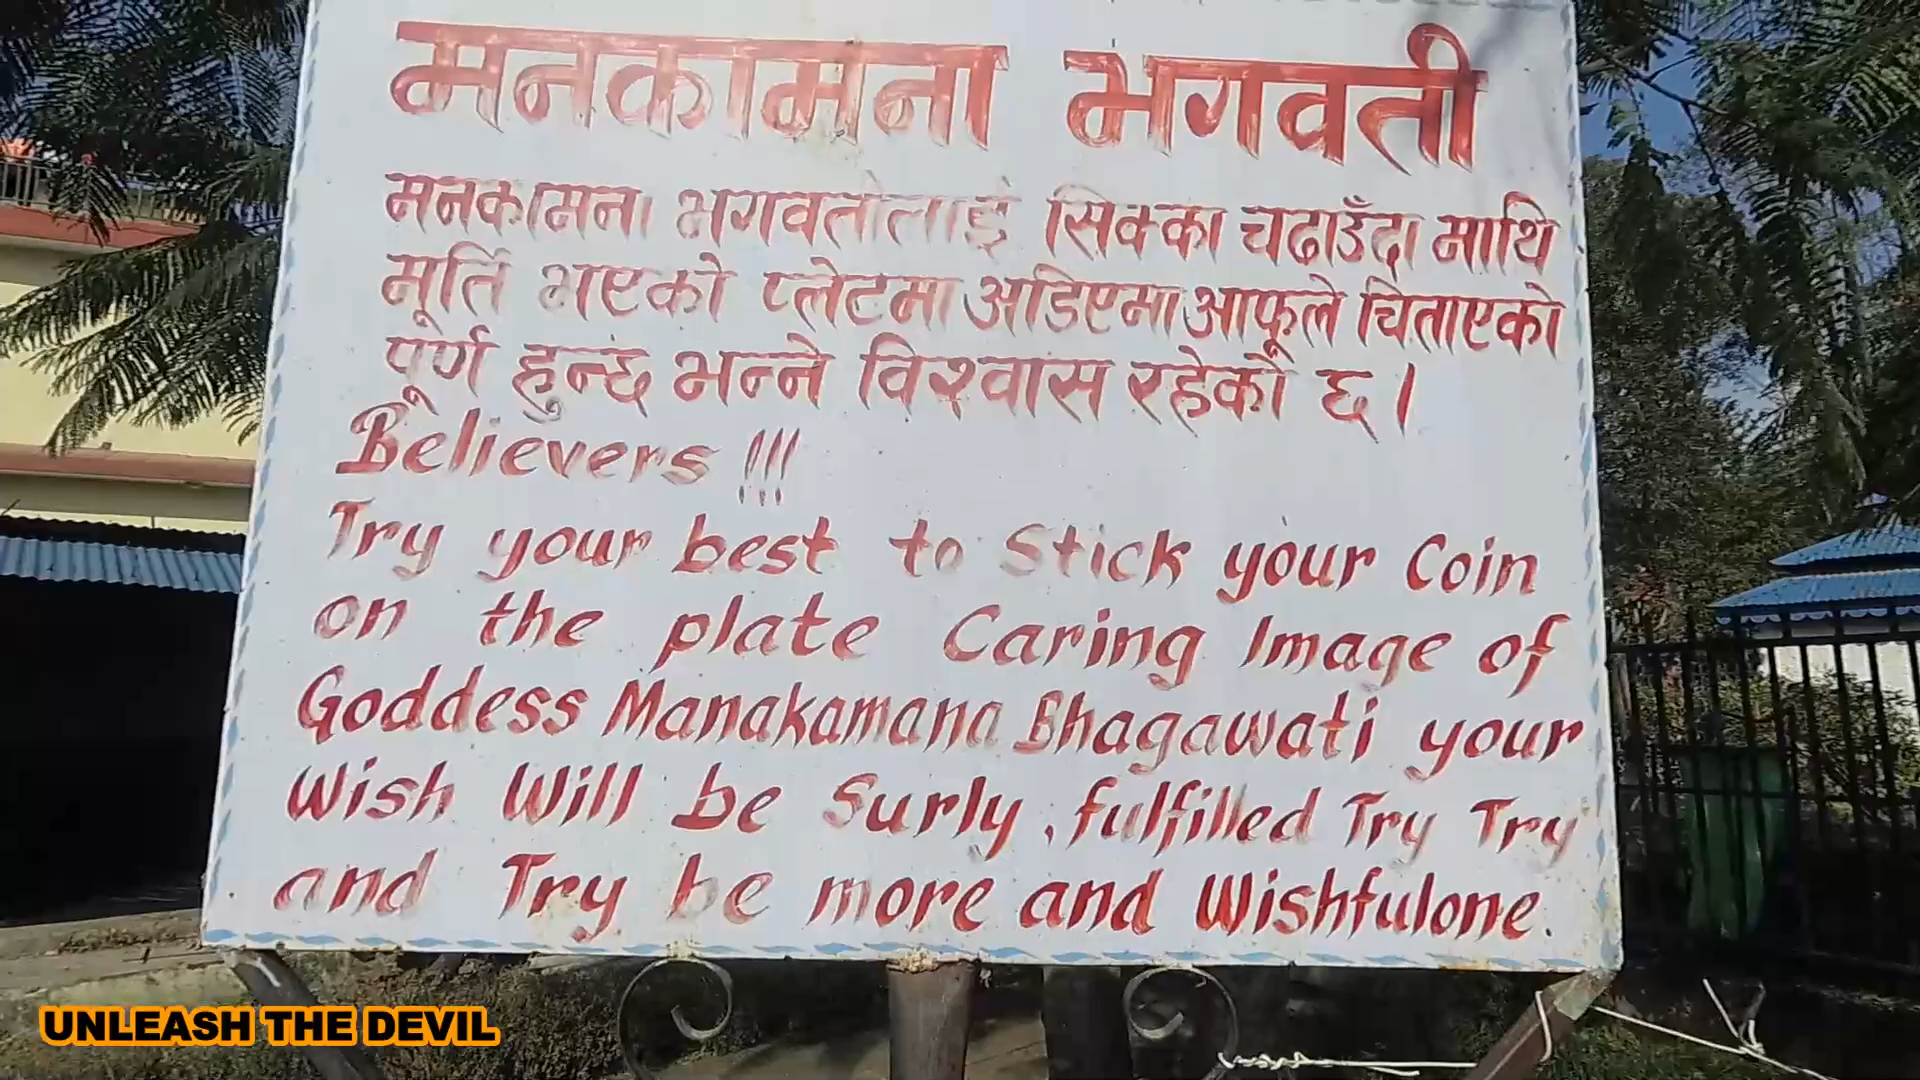 मनकामना भगवती
मनकामना भगवतीलाई सिक्का चढाउँदा माथि
मूर्ति भएको प्लेटमा अडिएमा आफूले चिताएको
पूर्ण हुन्छ भन्ने विश्वास रहेको छ।
Believers !!!
Try your best to Stick your Coin
on the plate Caring Image of
Goddess Manakamana Bhagawati your
Wish Will be Surly, fulfilled Try Try
and Try be more and Wishfulone.
UNLEASH THE DEVIL